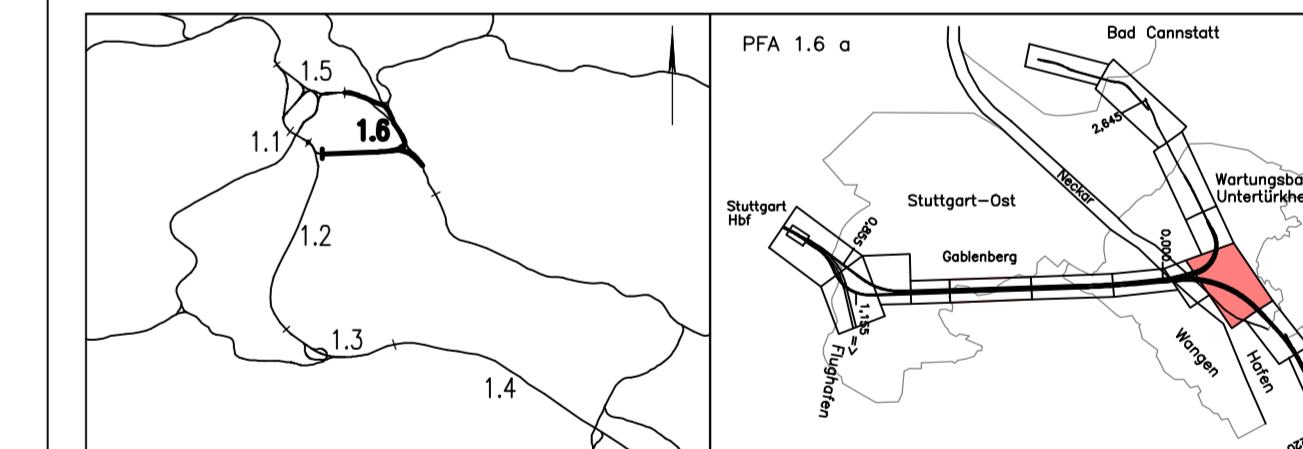 1.5
1.6
1.1
1.2
1.3
1.4
PFA 1.6 a
Bad Cannstatt
2,645
Neckar
Wartungsba
Untertürkhe
Stuttgart
Hbf
Stuttgart-Ost
0,855
0,000
Gablenberg
1,155 =>
Flughafen
Wangen
Hafen